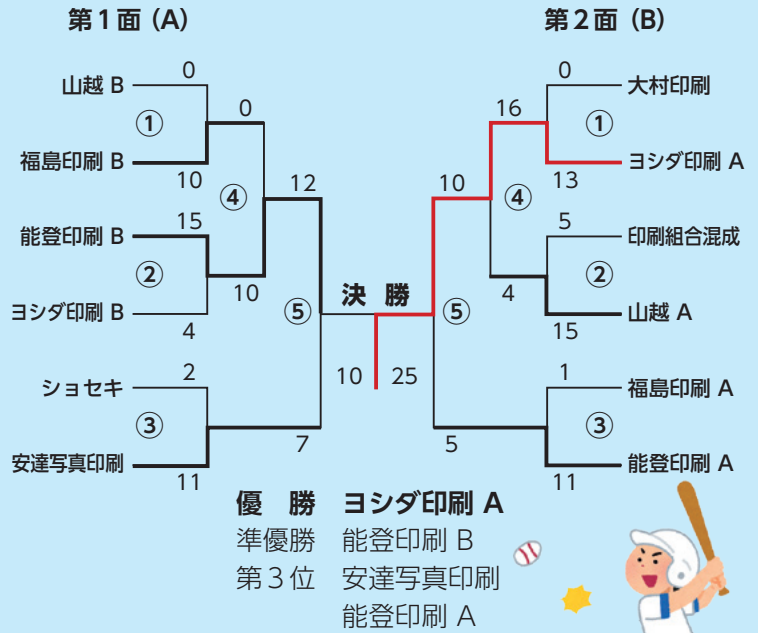 第1面 (A)
第2面 (B)
山越 B
0
①
福島印刷 B
10
0
④
能登印刷 B
15
②
ヨシダ印刷 B
4
10
12
⑤
ショセキ
2
③
安達写真印刷
11
7
決 勝
10
25
大村印刷
0
①
ヨシダ印刷 A
13
16
④
印刷組合混成
5
②
山越 A
15
4
10
⑤
福島印刷 A
1
③
能登印刷 A
11
5
優 勝 ヨシダ印刷 A
準優勝 能登印刷 B
第3位 安達写真印刷
能登印刷 A